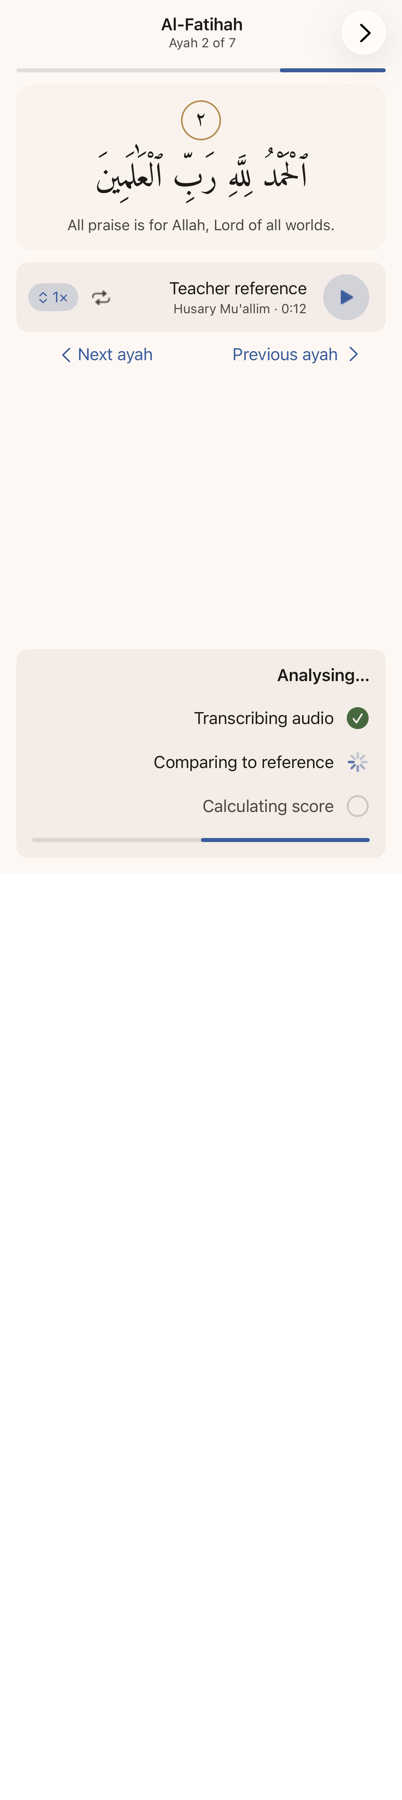 Al-Fatihah
Ayah 2 of 7
٢
ٱلْحَمْدُ لِلَّهِ رَبِّ ٱلْعَٰلَمِينَ
All praise is for Allah, Lord of all worlds.
Teacher reference
Husary Mu'allim · 0:12
1×
Previous ayah
Next ayah
Analysing...
Transcribing audio
Comparing to reference
Calculating score